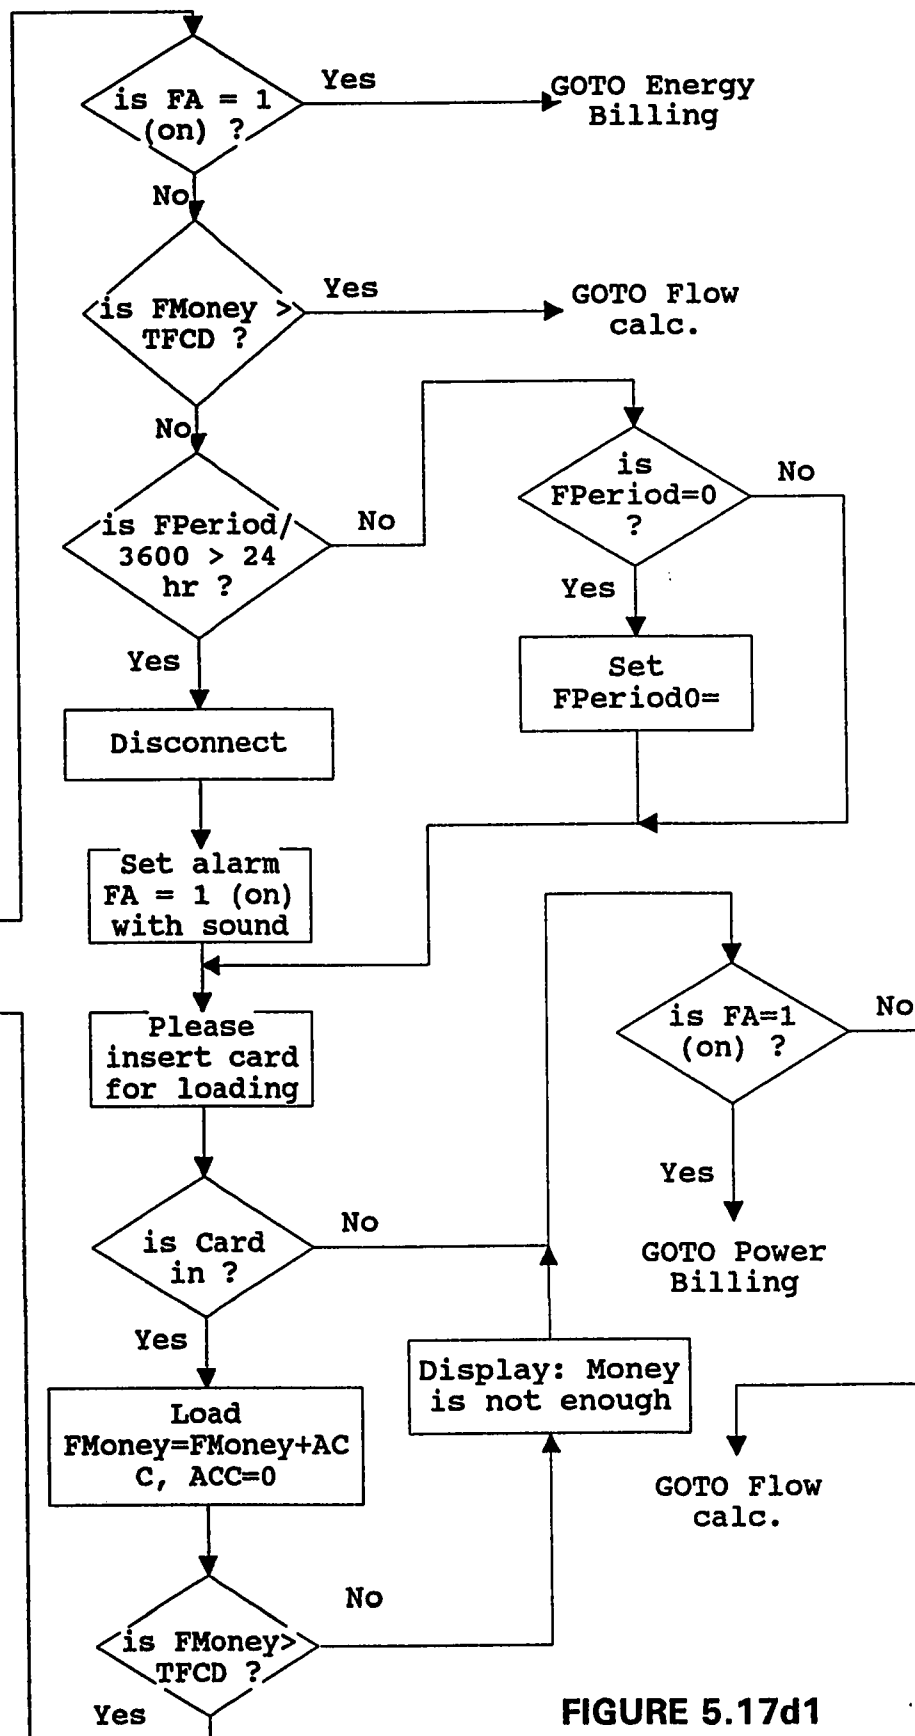 is FA = 1
(on) ?
Yes
GOTO Energy
Billing
No
is FMoney >
TFCD ?
Yes
GOTO Flow
calc.
No
is FPeriod/
3600 > 24
hr ?
No
is
FPeriod=0
?
No
Yes
Set
FPeriod0=
Yes
Disconnect
Set alarm
FA = 1 (on)
with sound
Please
insert card
for loading
is FA=1
(on) ?
No
Yes
GOTO Power
Billing
is Card
in ?
No
Yes
Display: Money
is not enough
Load
FMoney=FMoney+AC
C, ACC=0
GOTO Flow
calc.
is FMoney>
TFCD ?
No
Yes
FIGURE 5.17d1